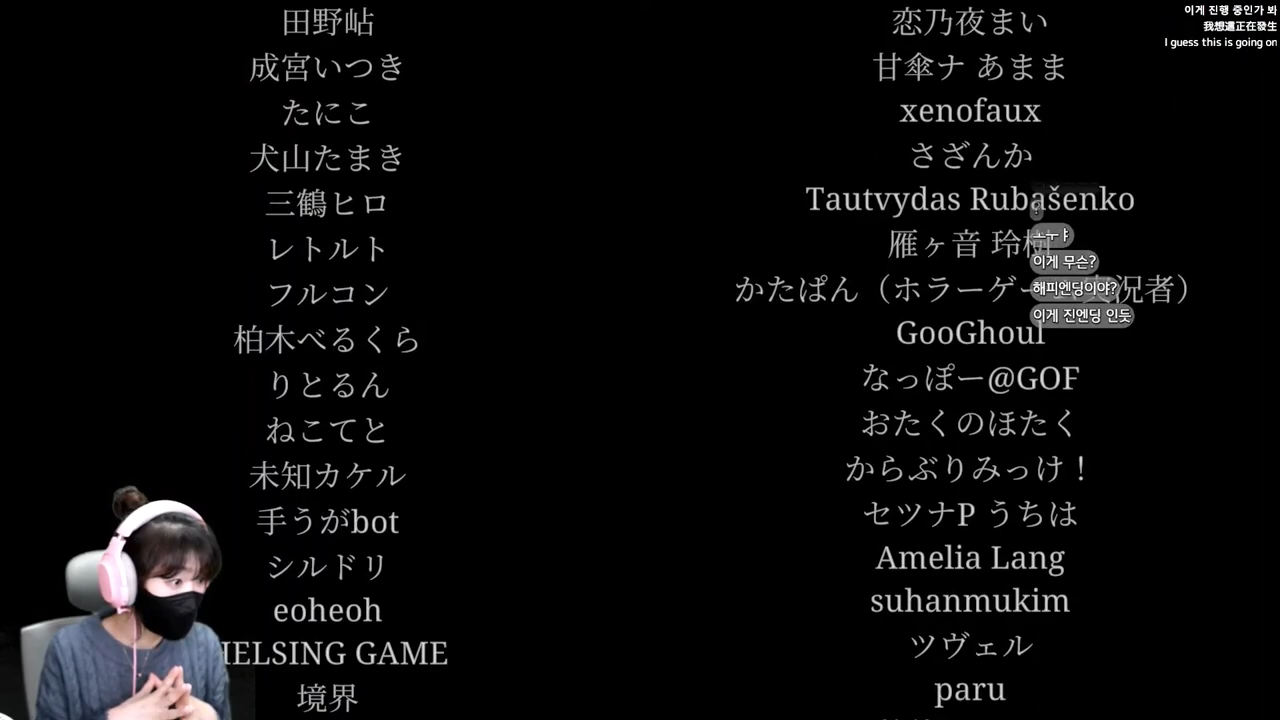 田野岾
成宮いつき
たにこ
犬山たまき
三鶴ヒロ
レトルト
フルコン
柏木べるくら
りとるん
ねこてと
未知カケル
手うがbot
シルドリ
eoheoh
HELSING GAME
境界
恋乃夜まい
甘傘ナ あまま
xenofaux
さざんか
Tautvydas Rubašenko
雁ヶ音 玲樹
かたぱん（ホラーゲーム実況者）
GooGhoul
なっぽー@GOF
おたくのほたく
からぶりみっけ！
セツナP うちは
Amelia Lang
suhanmukim
ツヴェル
paru
이게 진행 중인가 봐
我想這正在發生
I guess this is going on
?
ㅗㅜㅑ
이게 무슨?
해피엔딩이야?
이게 진엔딩 인듯